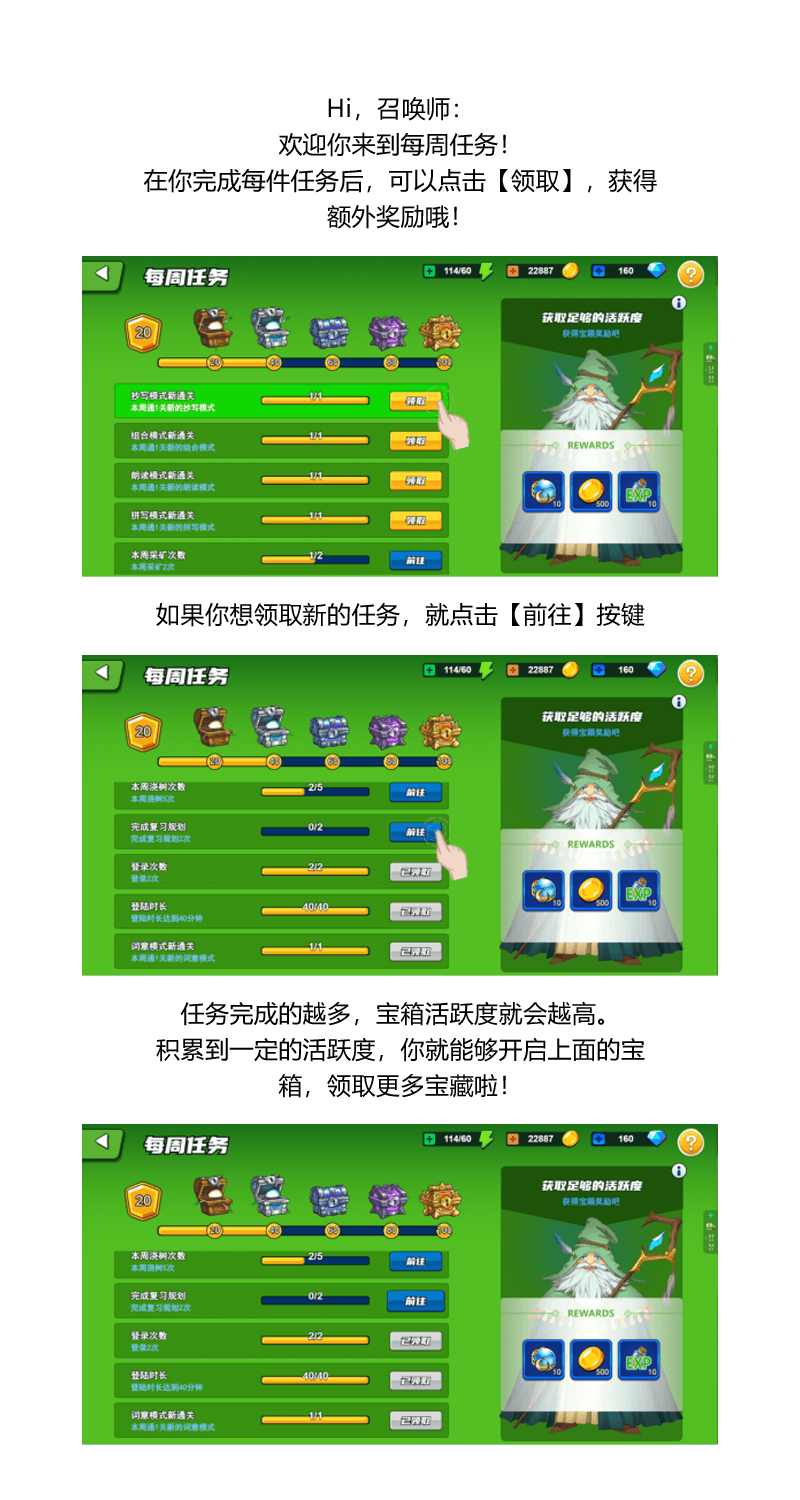 Hi，召唤师：
欢迎你来到每周任务！
在你完成每件任务后，可以点击【领取】，获得
额外奖励哦！
每周任务
114/60
22887
160
?
20
20
40
60
80
100
获取足够的活跃度
获得宝箱奖励吧
抄写模式新通关
本周通1关新的抄写模式
1/1
领取
组合模式新通关
本周通1关新的组合模式
1/1
领取
朗读模式新通关
本周通1关新的朗读模式
1/1
领取
拼写模式新通关
本周通1关新的拼写模式
1/1
领取
本周采矿次数
本周采矿2次
1/2
前往
REWARDS
10
500
EXP
10
如果你想领取新的任务，就点击【前往】按键
每周任务
114/60
22887
160
?
20
20
40
60
80
100
获取足够的活跃度
获得宝箱奖励吧
本周浇树次数
本周浇树5次
2/5
前往
完成复习规划
完成复习规划2次
0/2
前往
登录次数
登录2次
2/2
已领取
登陆时长
登陆时长达到40分钟
40/40
已领取
词意模式新通关
本周通1关新的词意模式
1/1
已领取
REWARDS
10
500
EXP
10
任务完成的越多，宝箱活跃度就会越高。
积累到一定的活跃度，你就能够开启上面的宝
箱，领取更多宝藏啦！
每周任务
114/60
22887
160
?
20
20
40
60
80
100
获取足够的活跃度
获得宝箱奖励吧
本周浇树次数
本周浇树5次
2/5
前往
完成复习规划
完成复习规划2次
0/2
前往
登录次数
登录2次
2/2
已领取
登陆时长
登陆时长达到40分钟
40/40
已领取
词意模式新通关
本周通1关新的词意模式
1/1
已领取
REWARDS
10
500
EXP
10